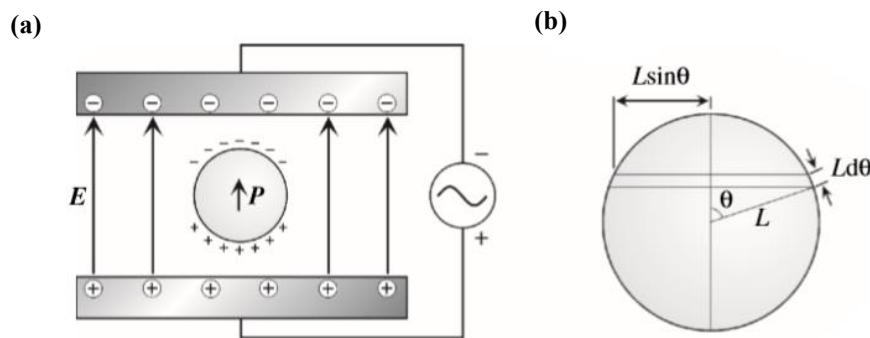 (a)
(b)
− − − − − −
− − − − − − −
E
P
+ + + + + + +
+ + + + + +
−
+
Lsinθ
Ldθ
θ
L